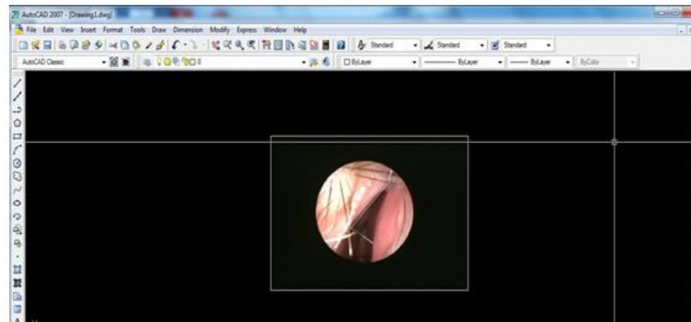 AutoCAD 2007 - [Drawing1.dwg]
File Edit View Insert Format Tools Draw Dimension Modify Express Window Help
Standard Standard Standard
AutoCAD Classic 0 ByLayer ByLayer ByLayer ByColor